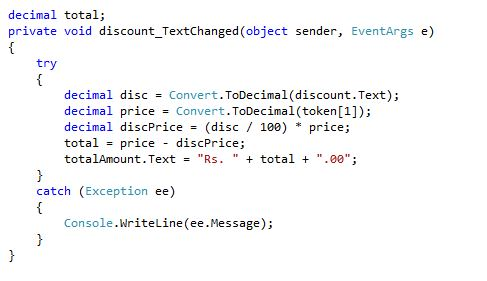 decimal total;
private void discount_TextChanged(object sender, EventArgs e)
{
    try
    {
        decimal disc = Convert.ToDecimal(discount.Text);
        decimal price = Convert.ToDecimal(token[1]);
        decimal discPrice = (disc / 100) * price;
        total = price - discPrice;
        totalAmount.Text = "Rs. " + total + ".00";
    }
    catch (Exception ee)
    {
        Console.WriteLine(ee.Message);
    }
}